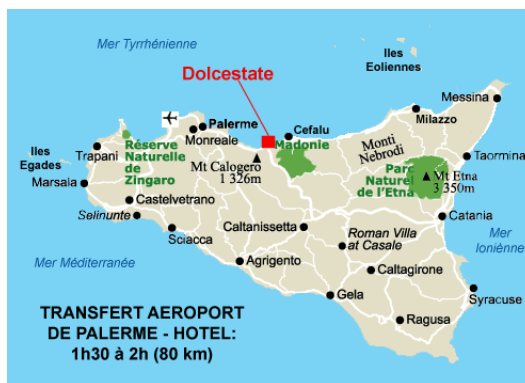 Mer Tyrrhénienne
Iles
Eoliennes
Dolcestate
Messina
Milazzo
Palerme
Cefalu
Monreale
Réserve
Naturelle
de
Zingaro
Madonie
Monti
Nebrodi
Iles
Egades
Trapani
Mt Calogero
1 326m
Taormina
Parc
Naturel
de l'Etna
Mt Etna
3 350m
Marsala
Castelvetrano
Selinunte
Sciacca
Caltanissetta
Roman Villa
at Casale
Catania
Mer
Ioniènne
Mer Méditerranée
Agrigento
Caltagirone
Gela
Syracuse
Ragusa
TRANSFERT AEROPORT
DE PALERME - HOTEL:
1h30 à 2h (80 km)